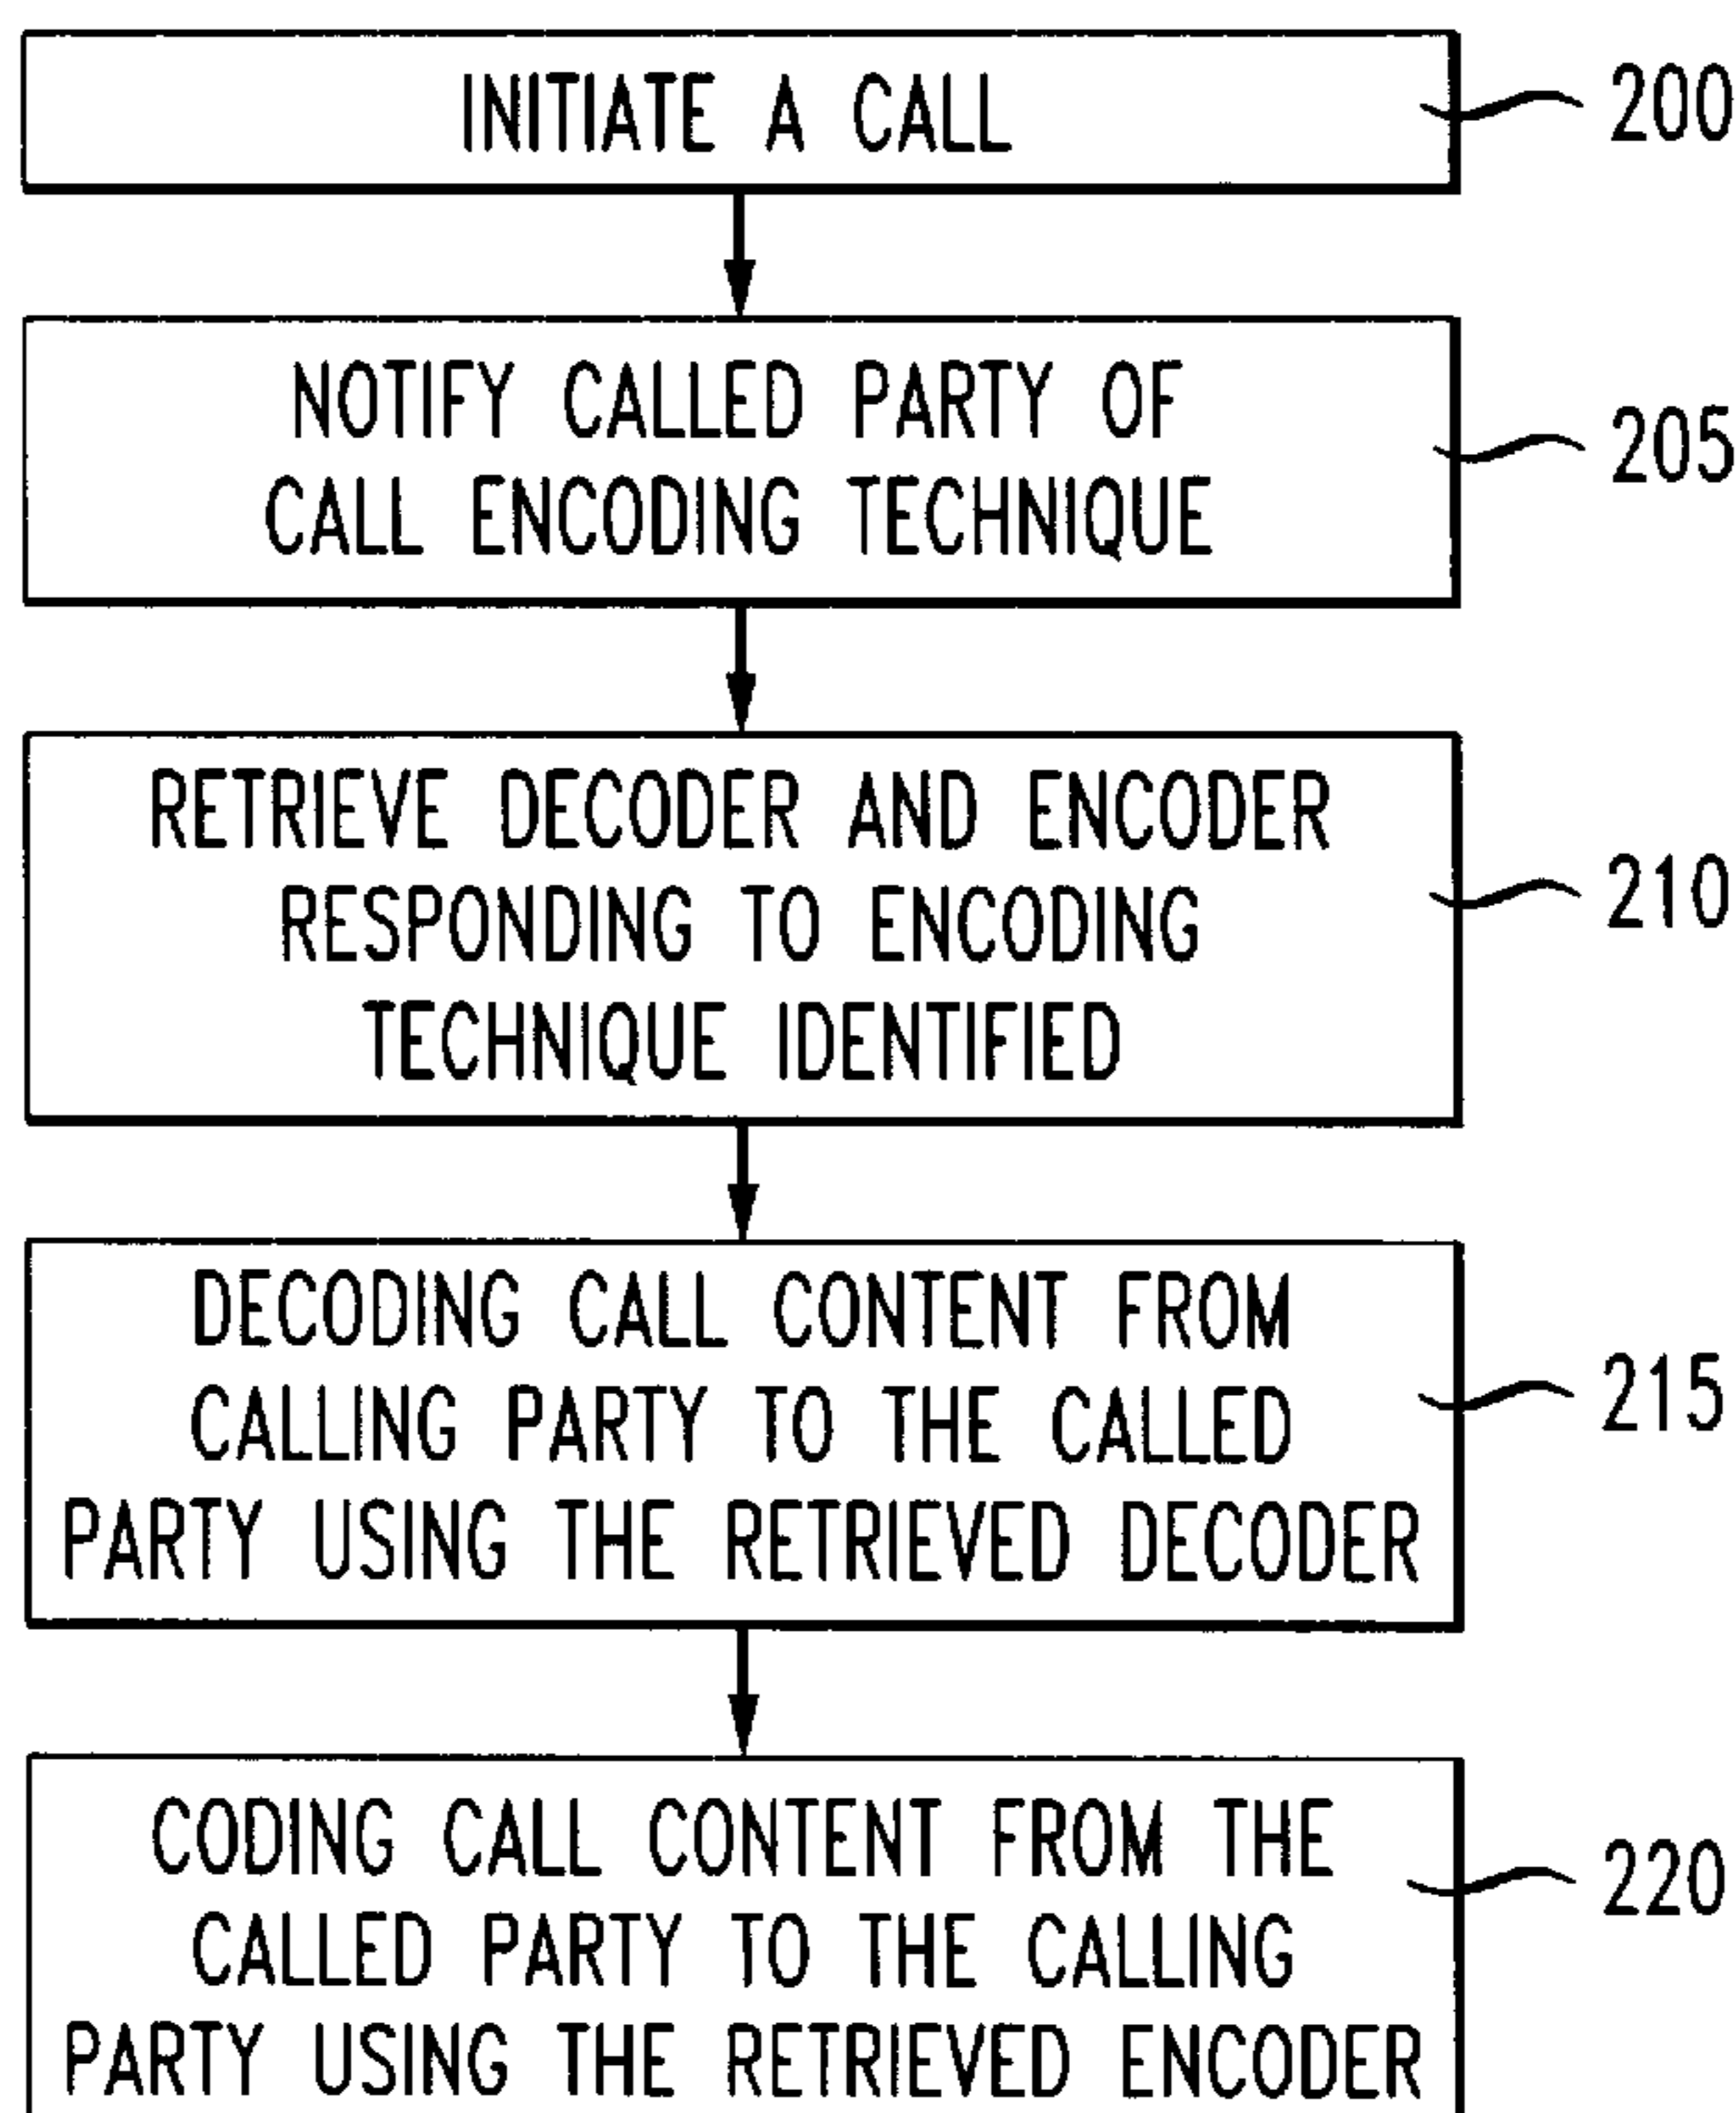 INITIATE A CALL
200
NOTIFY CALLED PARTY OF
CALL ENCODING TECHNIQUE
205
RETRIEVE DECODER AND ENCODER
RESPONDING TO ENCODING
TECHNIQUE IDENTIFIED
210
DECODING CALL CONTENT FROM
CALLING PARTY TO THE CALLED
PARTY USING THE RETRIEVED DECODER
215
CODING CALL CONTENT FROM THE
CALLED PARTY TO THE CALLING
PARTY USING THE RETRIEVED ENCODER
220